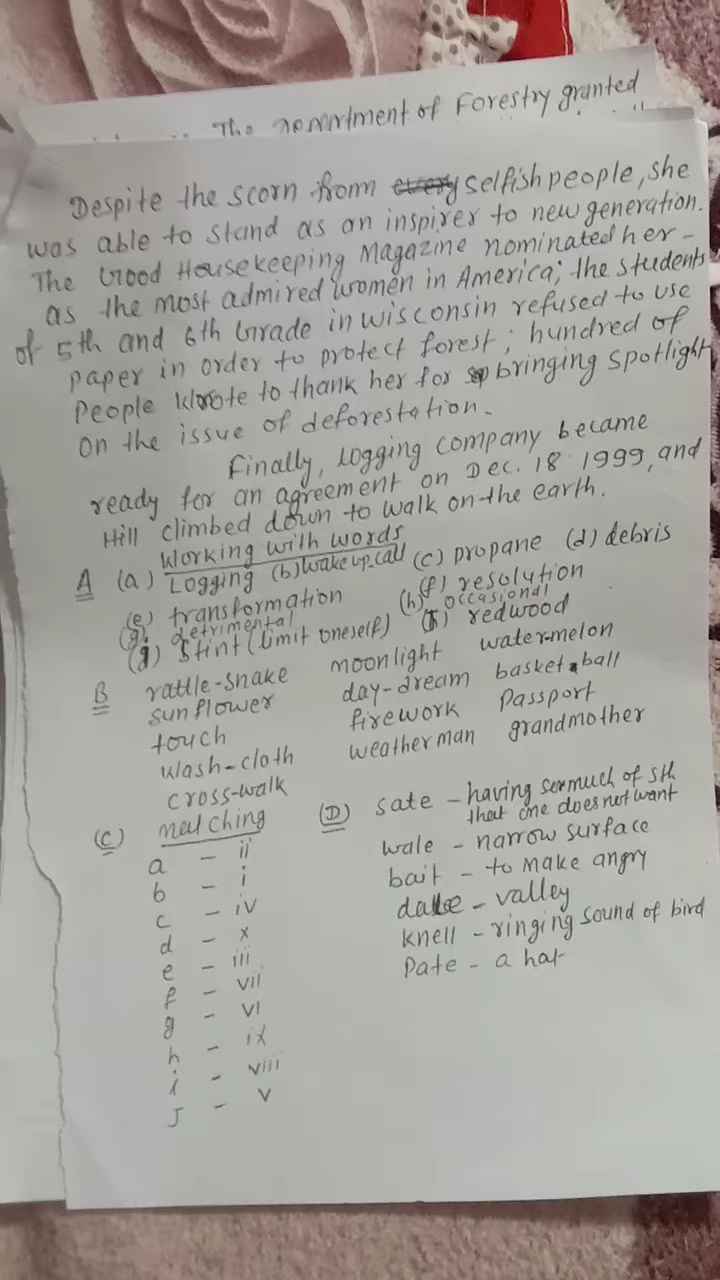 The Department of Forestry granted
Despite the scorn from every selfish people, she
was able to stand as an inspirer to new generation.
The Good Housekeeping Magazine nominated her -
as the most admired women in America; the students
of 5th and 6th Grade in Wisconsin refused to use
paper in order to protect forest; hundred of
People wrote to thank her for bringing spotlight
on the issue of deforestation.
Finally, Logging company became
ready for an agreement on Dec. 18 1999, and
Hill climbed down to walk on the earth.
Working with words
A (a) Logging (b) Wake up call (c) propane (d) debris
(e) transformation (f) resolution
(g) detrimental (h) occasional
(j) stint (limit oneself) redwood
B rattle-snake moonlight watermelon
sunflower day-dream basket ball
touch firework Passport
wash-cloth weather man grandmother
cross-walk
(C) matching
a - ii
b - i
c - iv
d - x
e - iii
f - vii
g - vi
h - ix
i - viii
J - v
(D) sate - having so much of sth
that one does not want
wale - narrow surface
bait - to make angry
dale - valley
knell - ringing sound of bird
Pate - a hat